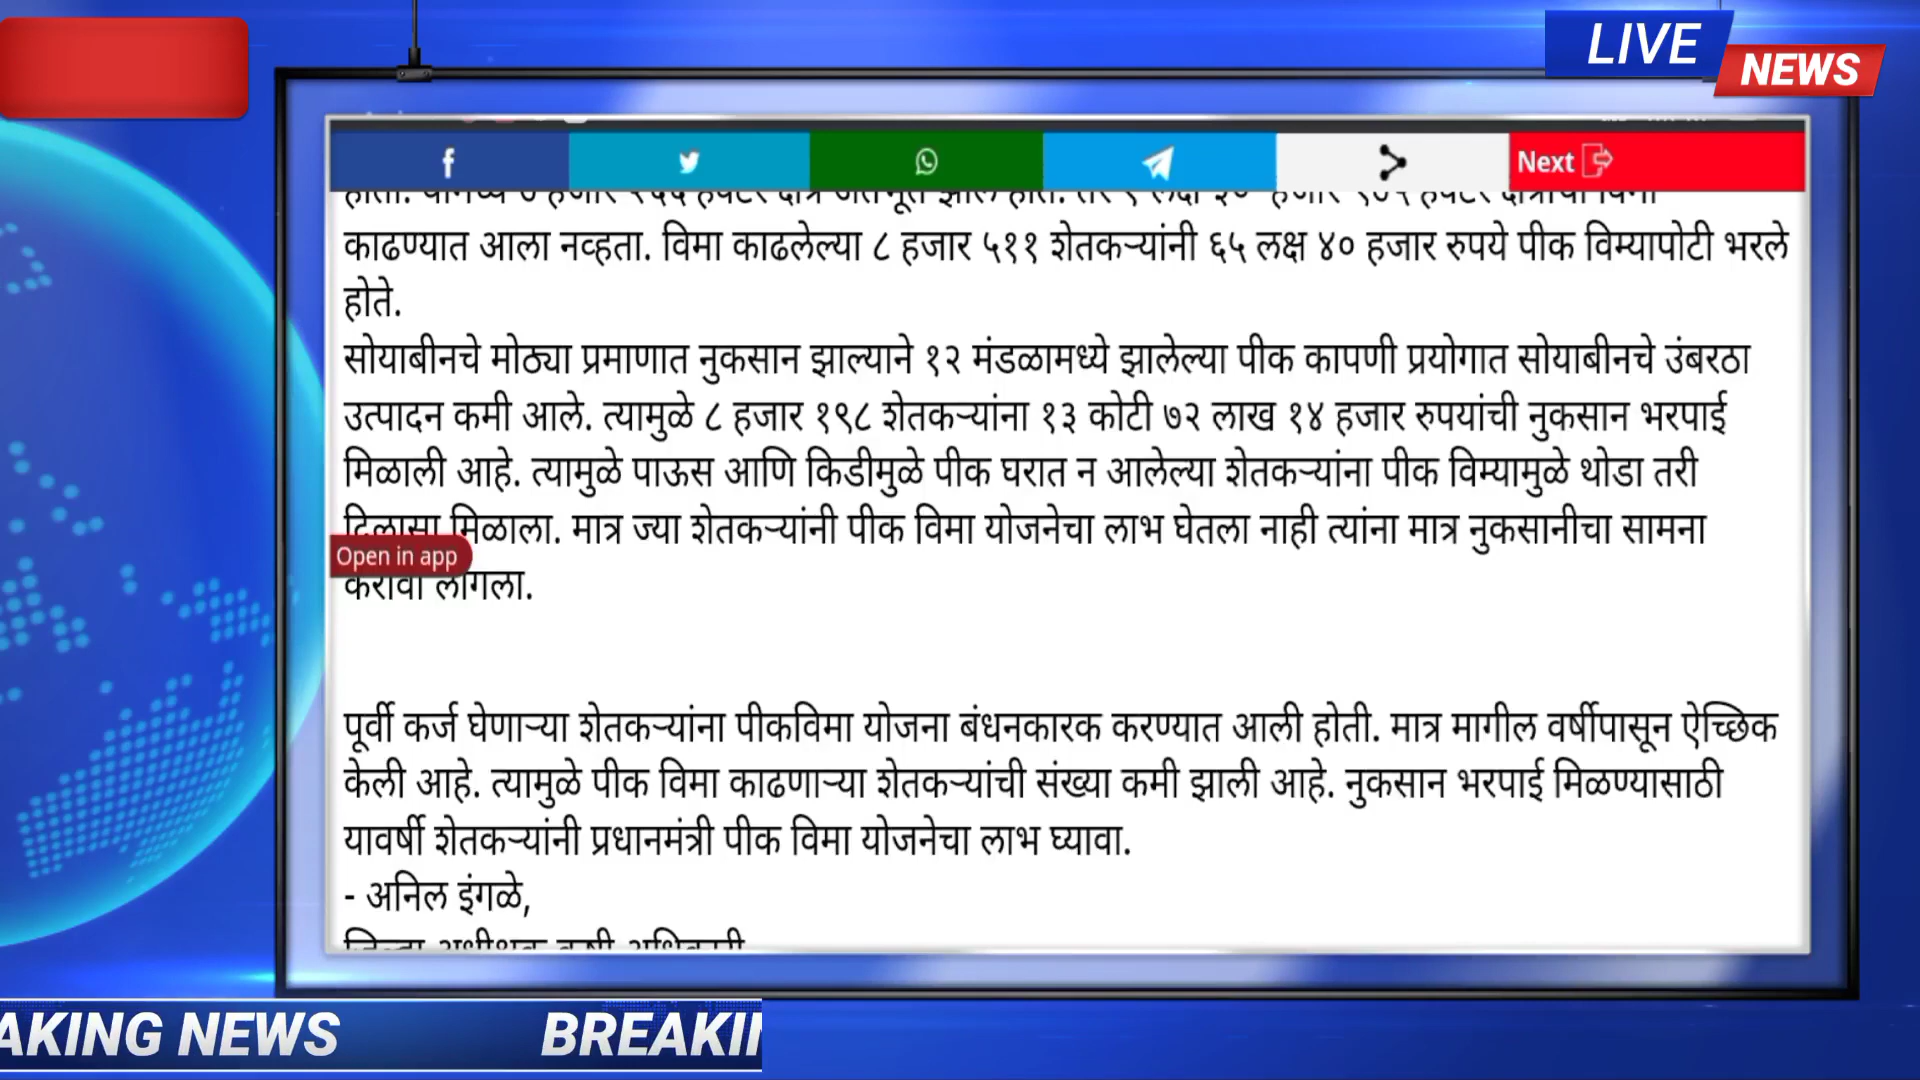 LIVE
NEWS
Next
काढण्यात आला नव्हता. विमा काढलेल्या ८ हजार ५११ शेतकऱ्यांनी ६५ लक्ष ४० हजार रुपये पीक विम्यापोटी भरले
होते.
सोयाबीनचे मोठ्या प्रमाणात नुकसान झाल्याने १२ मंडळामध्ये झालेल्या पीक कापणी प्रयोगात सोयाबीनचे उंबरठा
उत्पादन कमी आले. त्यामुळे ८ हजार १९८ शेतकऱ्यांना १३ कोटी ७२ लाख १४ हजार रुपयांची नुकसान भरपाई
मिळाली आहे. त्यामुळे पाऊस आणि किडीमुळे पीक घरात न आलेल्या शेतकऱ्यांना पीक विम्यामुळे थोडा तरी
दिलासा मिळाला. मात्र ज्या शेतकऱ्यांनी पीक विमा योजनेचा लाभ घेतला नाही त्यांना मात्र नुकसानीचा सामना
Open in app
करावा लागला.
पूर्वी कर्ज घेणाऱ्या शेतकऱ्यांना पीकविमा योजना बंधनकारक करण्यात आली होती. मात्र मागील वर्षीपासून ऐच्छिक
केली आहे. त्यामुळे पीक विमा काढणाऱ्या शेतकऱ्यांची संख्या कमी झाली आहे. नुकसान भरपाई मिळण्यासाठी
यावर्षी शेतकऱ्यांनी प्रधानमंत्री पीक विमा योजनेचा लाभ घ्यावा.
- अनिल इंगळे,
AKING NEWS BREAKI